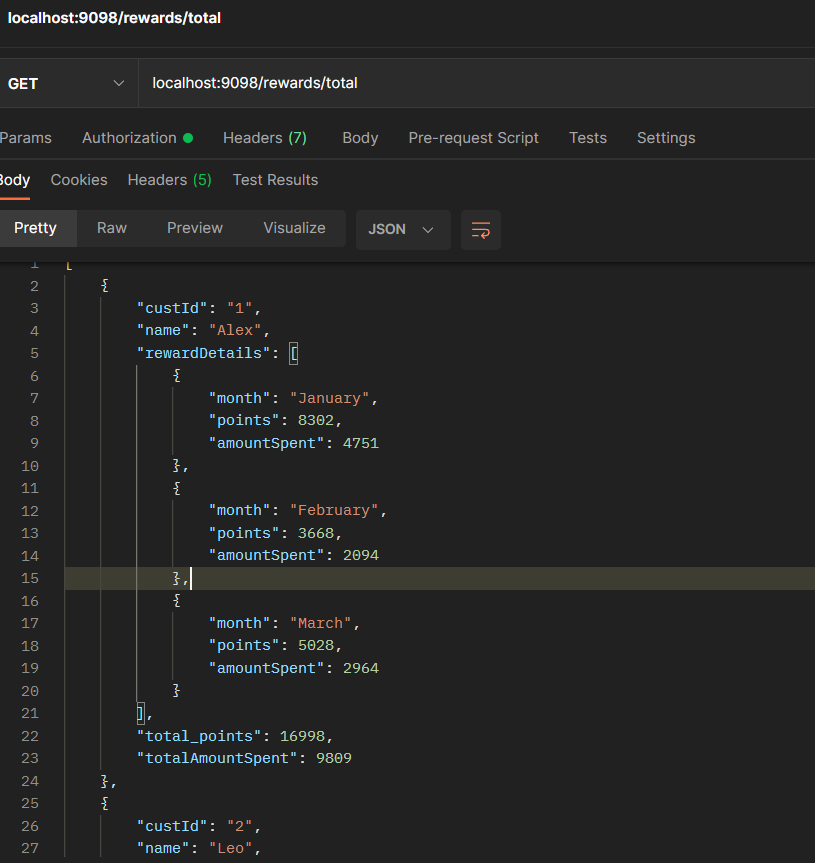 localhost:9098/rewards/total
GET localhost:9098/rewards/total
Params Authorization Headers (7) Body Pre-request Script Tests Settings
Body Cookies Headers (5) Test Results
Pretty Raw Preview Visualize JSON
1 [
2 {
3 "custId": "1",
4 "name": "Alex",
5 "rewardDetails": [
6 {
7 "month": "January",
8 "points": 8302,
9 "amountSpent": 4751
10 },
11 {
12 "month": "February",
13 "points": 3668,
14 "amountSpent": 2094
15 },
16 {
17 "month": "March",
18 "points": 5028,
19 "amountSpent": 2964
20 }
21 ],
22 "total_points": 16998,
23 "totalAmountSpent": 9809
24 },
25 {
26 "custId": "2",
27 "name": "Leo",